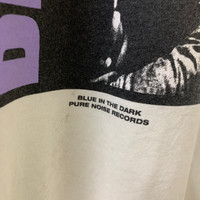 BLUE IN THE DARK
PURE NOISE RECORDS